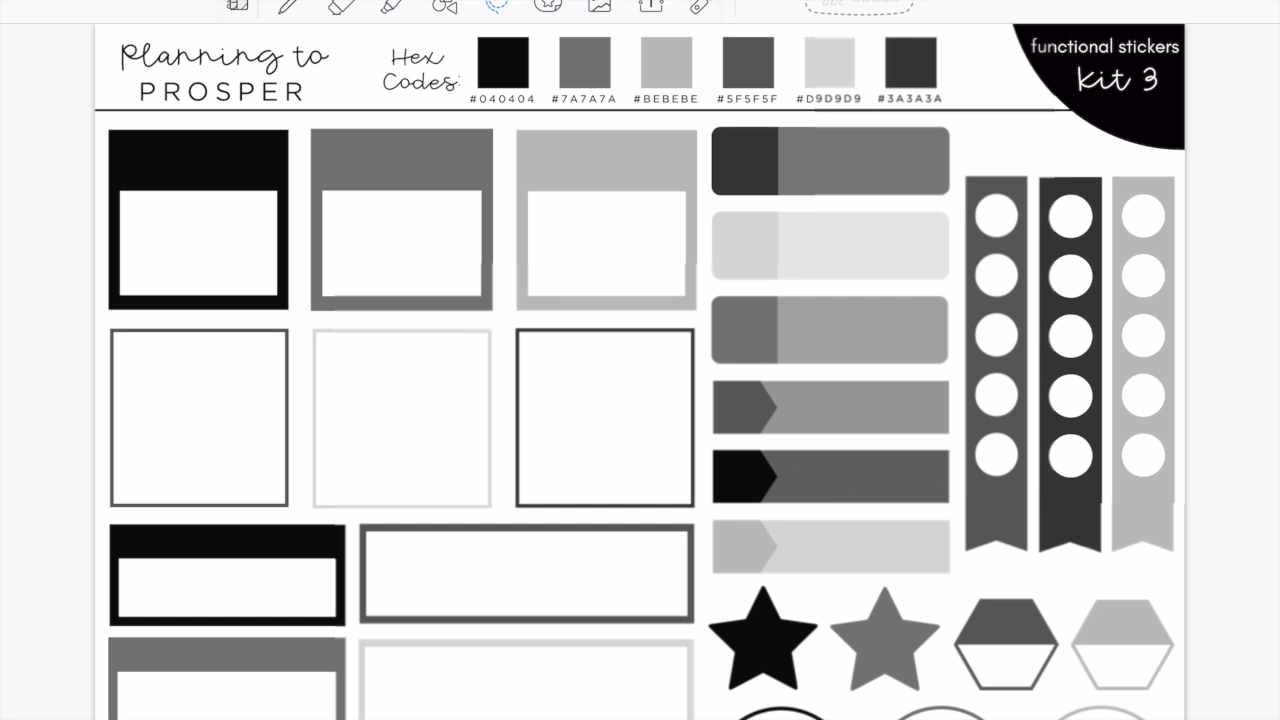 Planning to
PROSPER
Hex
Codes:
#040404 #7A7A7A #BEBEBE #5F5F5F #D9D9D9 #3A3A3A
functional stickers
Kit 3